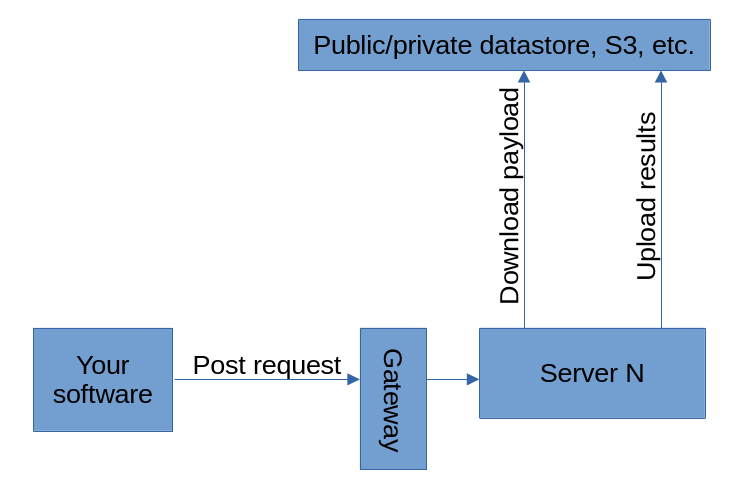 Public/private datastore, S3, etc.
Download payload
Upload results
Your
software
Post request
Gateway
Server N